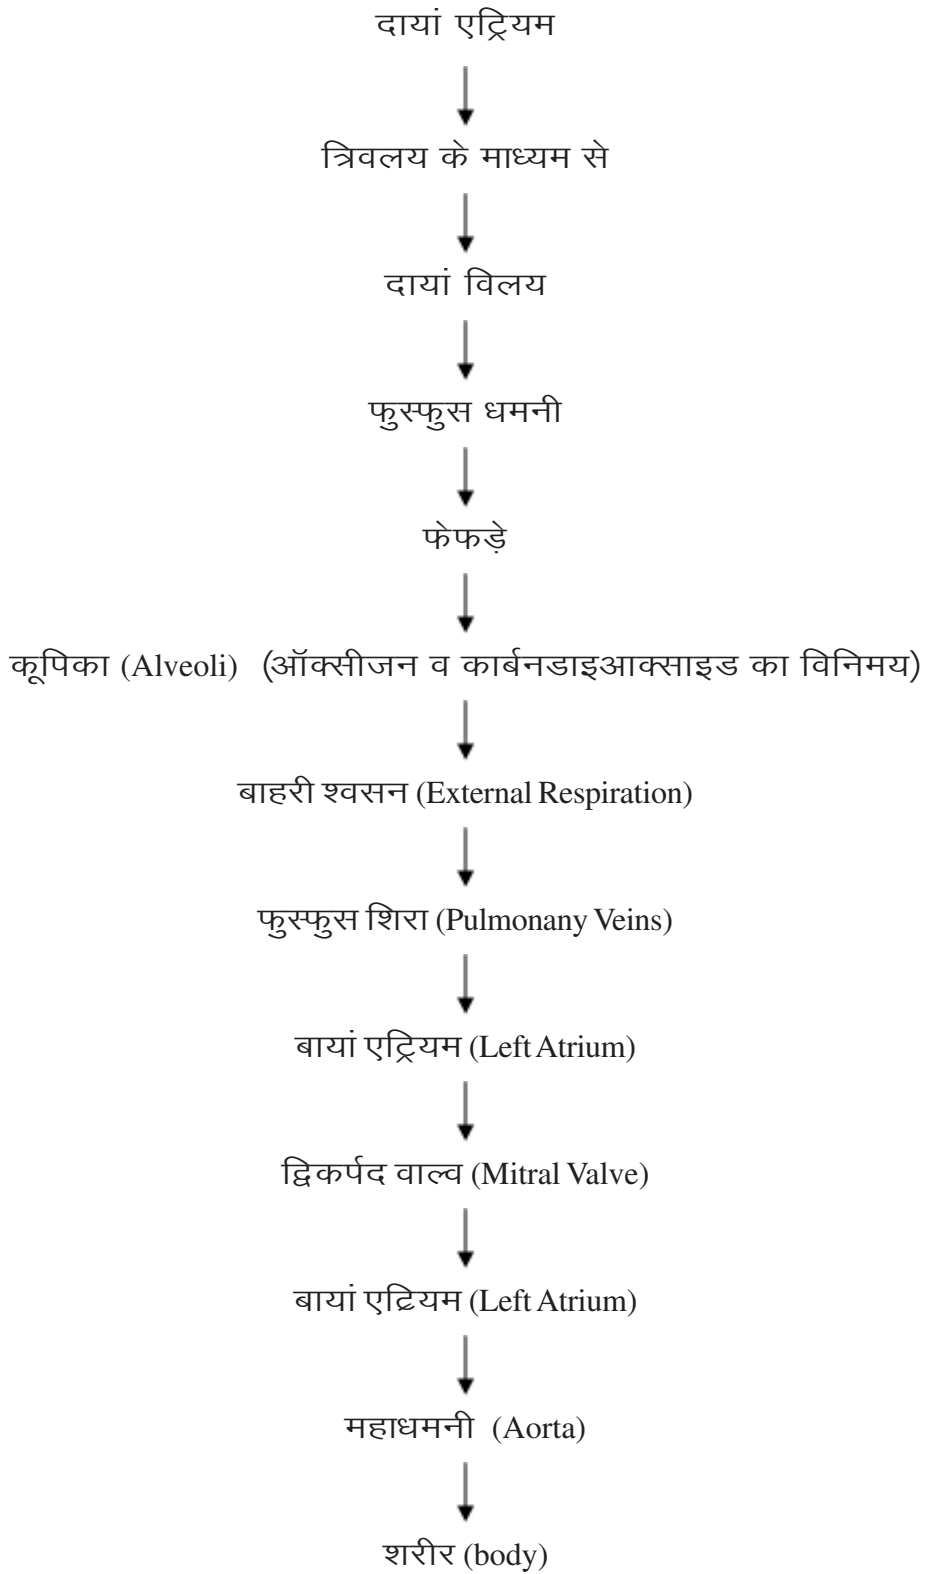 दायां एट्रियम
त्रिवलय के माध्यम से
दायां विलय
फुस्फुस धमनी
फेफड़े
कूपिका (Alveoli) (ऑक्सीजन व कार्बनडाइआक्साइड का विनिमय)
बाहरी श्वसन (External Respiration)
फुस्फुस शिरा (Pulmonany Veins)
बायां एट्रियम (Left Atrium)
द्विकर्पद वाल्व (Mitral Valve)
बायां एट्रियम (Left Atrium)
महाधमनी (Aorta)
शरीर (body)